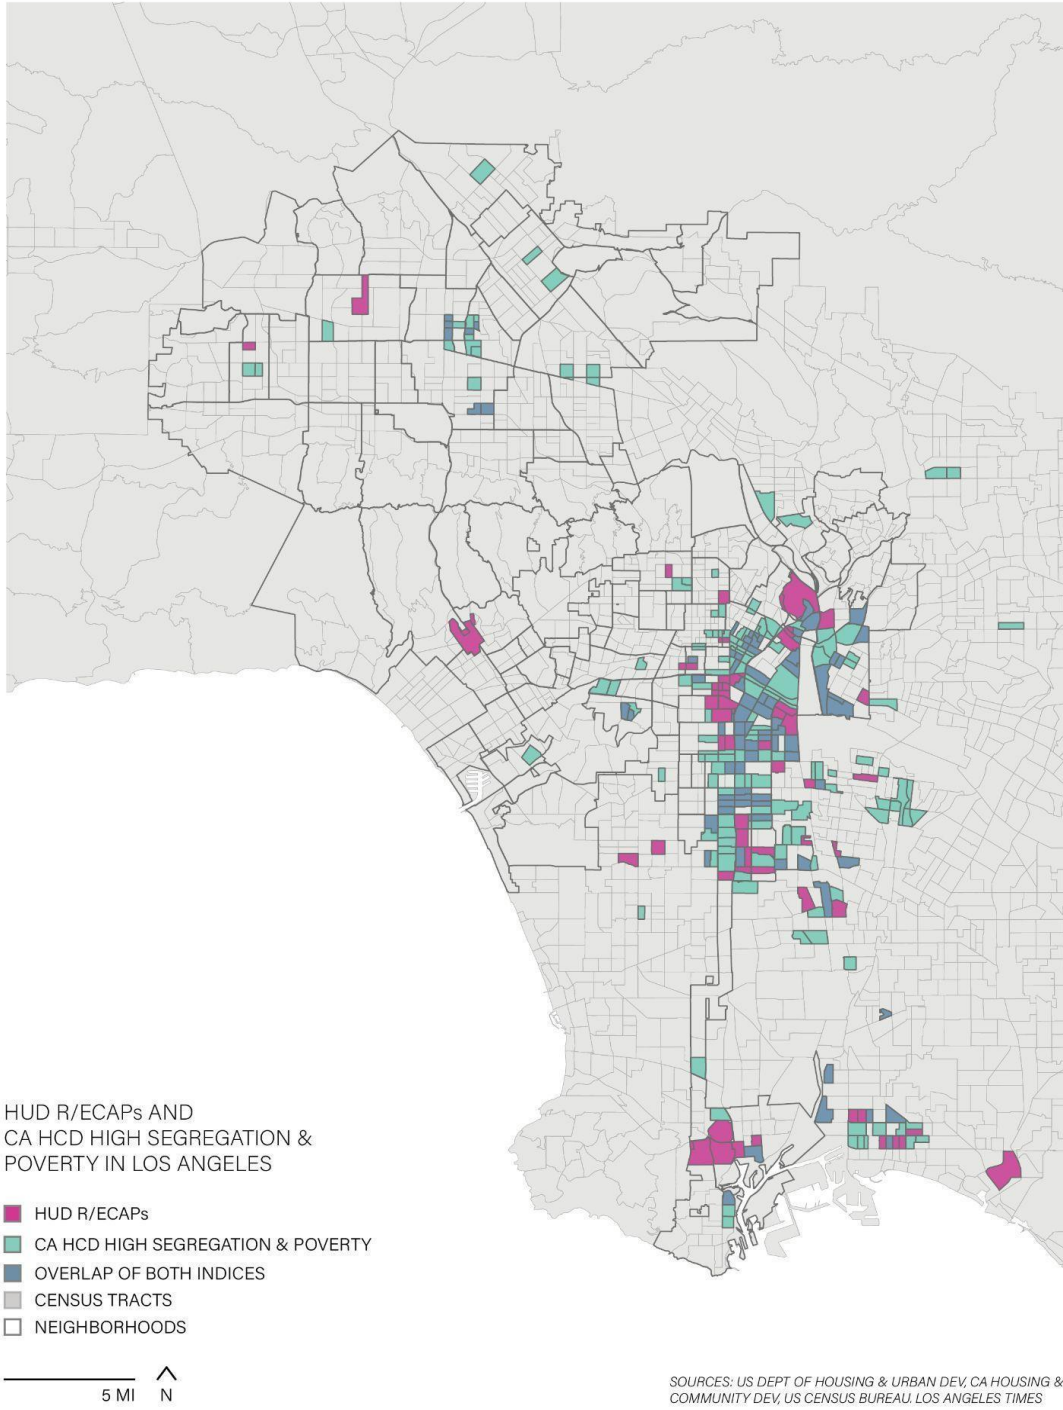 HUD R/ECAPs AND
CA HCD HIGH SEGREGATION &
POVERTY IN LOS ANGELES
HUD R/ECAPs
CA HCD HIGH SEGREGATION & POVERTY
OVERLAP OF BOTH INDICES
CENSUS TRACTS
NEIGHBORHOODS
5 MI
N
SOURCES: US DEPT OF HOUSING & URBAN DEV, CA HOUSING &
COMMUNITY DEV, US CENSUS BUREAU. LOS ANGELES TIMES